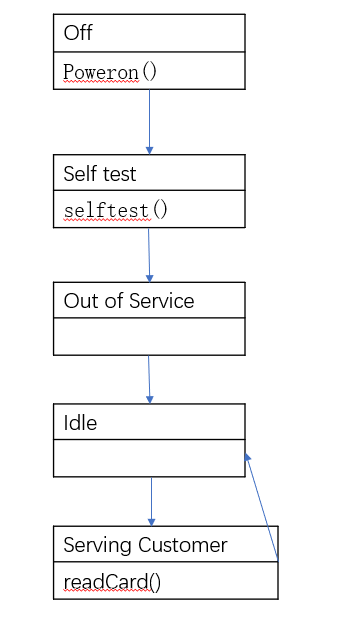 Off
Poweron()
Self test
selftest()
Out of Service
Idle
Serving Customer
readCard()